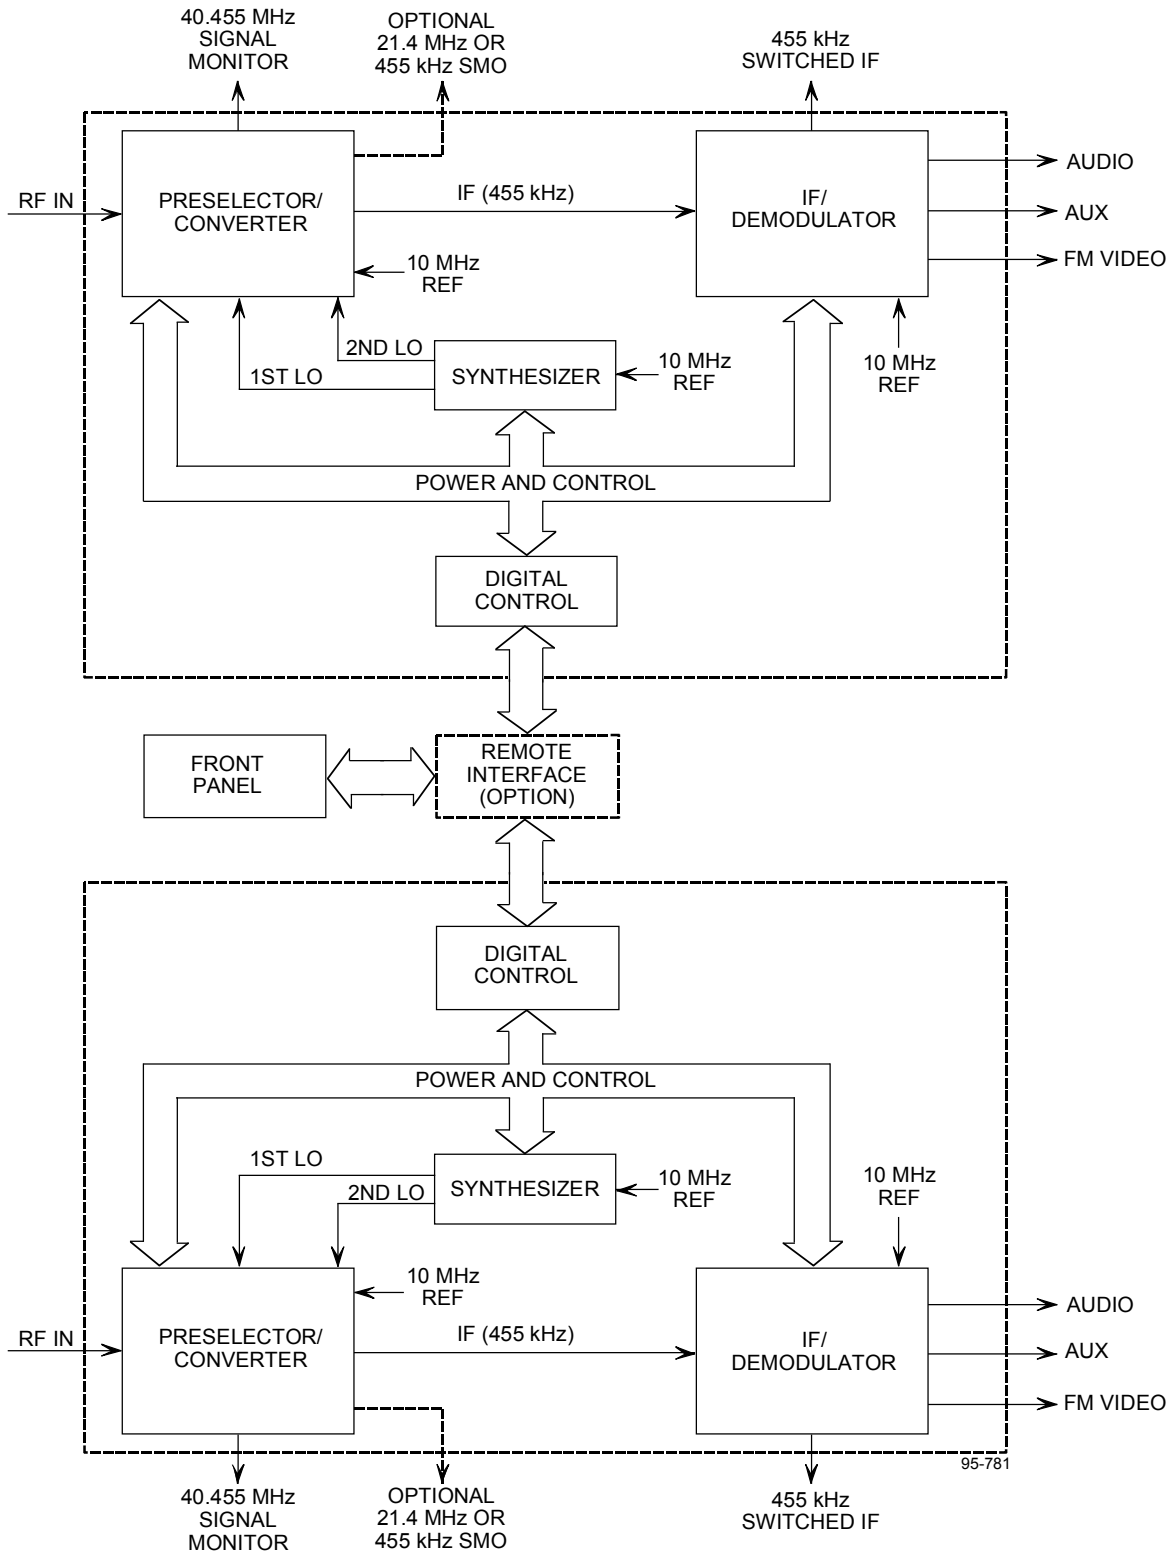 40.455 MHz
SIGNAL
MONITOR
OPTIONAL
21.4 MHz OR
455 kHz SMO
455 kHz
SWITCHED IF
RF IN
PRESELECTOR/
CONVERTER
IF (455 kHz)
IF/
DEMODULATOR
AUDIO
AUX
FM VIDEO
10 MHz
REF
2ND LO
1ST LO
SYNTHESIZER
10 MHz
REF
10 MHz
REF
POWER AND CONTROL
DIGITAL
CONTROL
FRONT
PANEL
REMOTE
INTERFACE
(OPTION)
DIGITAL
CONTROL
POWER AND CONTROL
1ST LO
2ND LO
SYNTHESIZER
10 MHz
REF
10 MHz
REF
10 MHz
REF
RF IN
PRESELECTOR/
CONVERTER
IF (455 kHz)
IF/
DEMODULATOR
AUDIO
AUX
FM VIDEO
95-781
40.455 MHz
SIGNAL
MONITOR
OPTIONAL
21.4 MHz OR
455 kHz SMO
455 kHz
SWITCHED IF